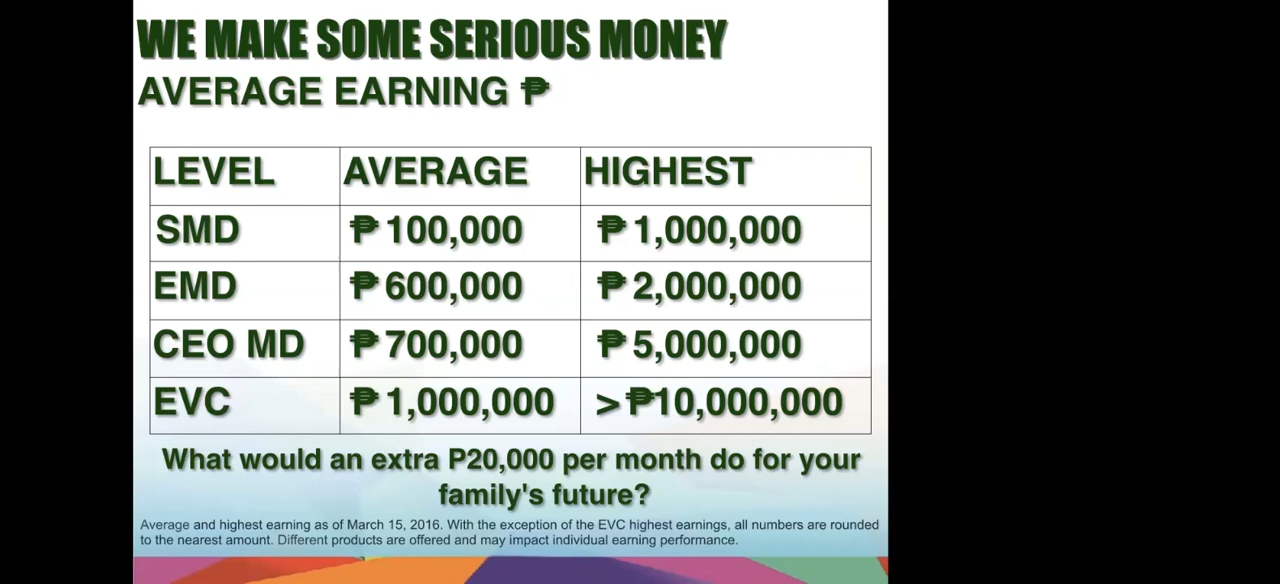 WE MAKE SOME SERIOUS MONEY
AVERAGE EARNING ₱
LEVEL AVERAGE HIGHEST
SMD ₱100,000 ₱1,000,000
EMD ₱600,000 ₱2,000,000
CEO MD ₱700,000 ₱5,000,000
EVC ₱1,000,000 >₱10,000,000
What would an extra P20,000 per month do for your
family's future?
Average and highest earning as of March 15, 2016. With the exception of the EVC highest earnings, all numbers are rounded
to the nearest amount. Different products are offered and may impact individual earning performance.